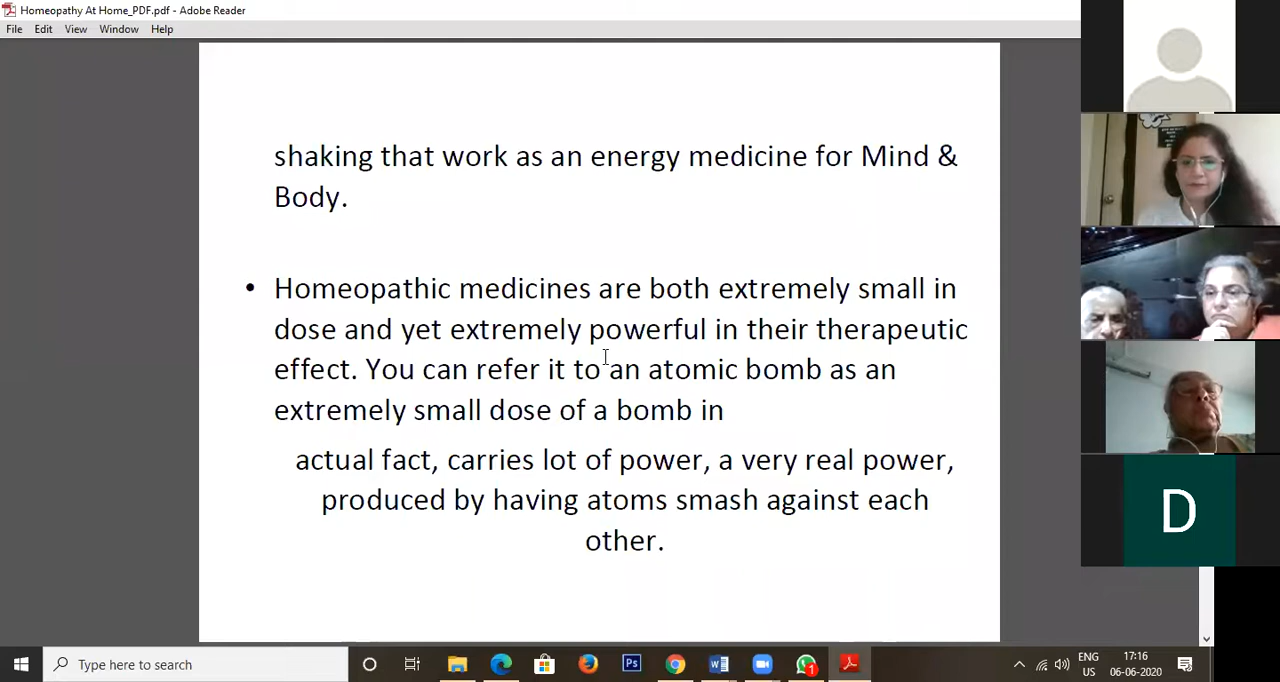 Homeopathy At Home_PDF.pdf - Adobe Reader
File Edit View Window Help
shaking that work as an energy medicine for Mind &
Body.
• Homeopathic medicines are both extremely small in
dose and yet extremely powerful in their therapeutic
effect. You can refer it to an atomic bomb as an
extremely small dose of a bomb in
actual fact, carries lot of power, a very real power,
produced by having atoms smash against each
other.
D
Type here to search
Ps
W
1
ENG
US
17:16
06-06-2020